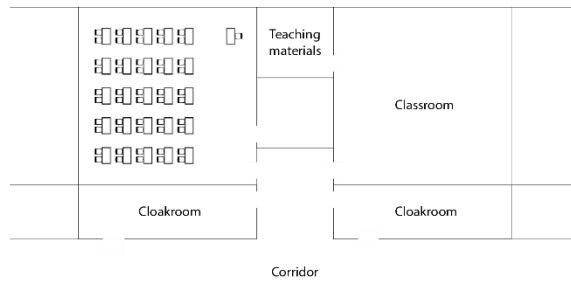 Teaching
materials
Classroom
Cloakroom
Cloakroom
Corridor